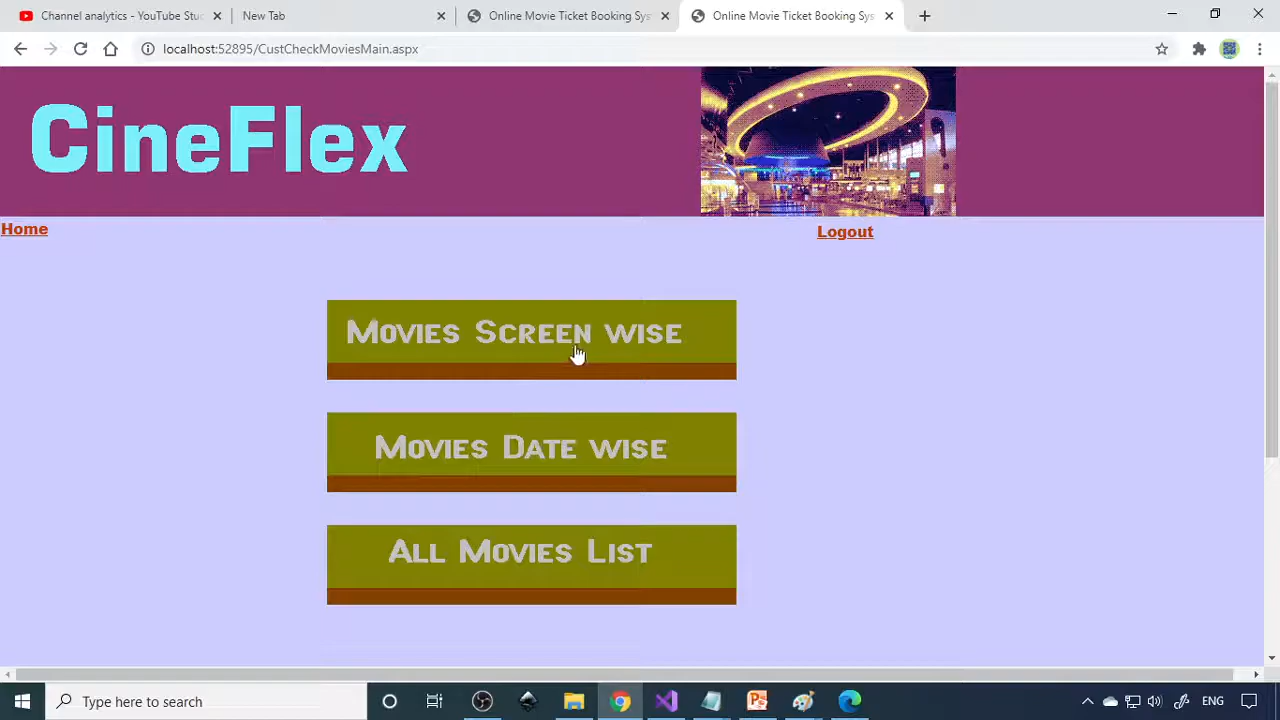 Channel analytics - YouTube Stu
New Tab
Online Movie Ticket Booking Sys
Online Movie Ticket Booking Sys
localhost:52895/CustCheckMoviesMain.aspx
CineFlex
Home
Logout
Movies Screen wise
Movies Date wise
All Movies List
Type here to search
ENG